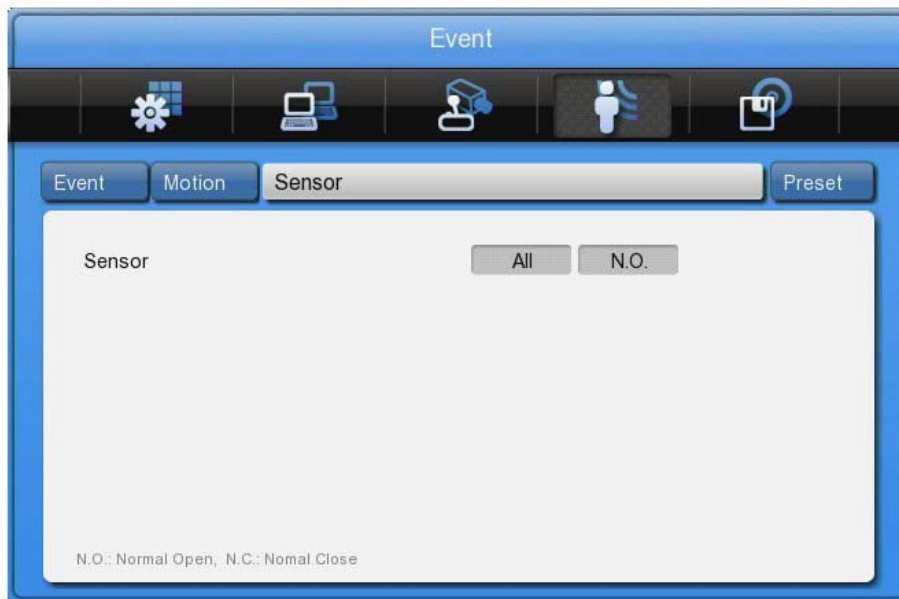 Event
Event Motion Sensor Preset
Sensor All N.O.
N.O.: Normal Open, N.C.: Nomal Close